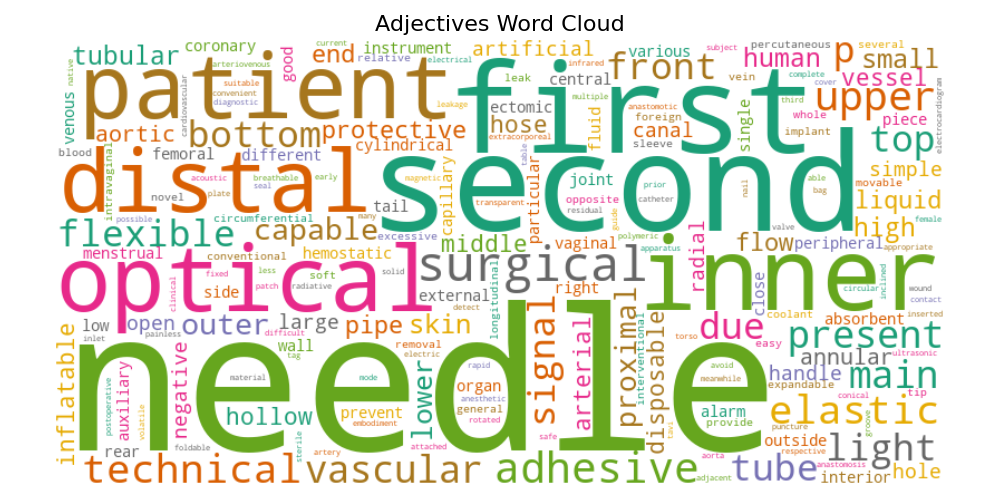 Adjectives Word Cloud
tubular
coronary
good
end
current
relative
instrument
electrical
artificial
various
subject
percutaneous
several
human
p
small
native
arteriovenous
patient
first
front
central
leak
infrared
vein
complete
cover
vessel
venous
cardiovascular
suitable
convenient
diagnostic
ectomic
multiple
leakage
upper
electrocardiogram
aortic
bottom
protective
hose
anastomotic
foreign
fluid
single
third
whole
piece
blood
femoral
different
cylindrical
extracorporeal
sleeve
canal
implant
top
intravaginal
acoustic
breathable
early
seal
distal
second
capillary
table
joint
prior
able
bag
simple
novel
plate
magnetic
transparent
particular
opposite
catheter
nail
movable
liquid
circumferential
tail
many
residual
guide
valve
female
possible
flexible
capable
excessive
polymeric
high
menstrual
conventional
hemostatic
middle
vaginal
apparatus
radial
flow
peripheral
appropriate
optical
surgical
inner
fixed
less
soft
solid
side
patch
radiative
clinical
external
longitudinal
right
detect
interventional
close
circular
inclined
wound
contact
low
open
outer
large
pipe
skin
signal
arterial
proximal
disposable
due
coolant
absorbent
inserted
present
inlet
painless
difficult
wall
removal
electric
torso
easy
inflatable
tag
needle
annular
ultrasonic
auxiliary
negative
material
mode
rapid
organ
anesthetic
avoid
meanwhile
handle
main
expandable
tip
postoperative
volatile
hollow
prevent
embodiment
lower
general
rotated
alarm
provide
conical
elastic
groove
rear
foldable
sterile
artery
attached
safe
tavi
puncture
outside
respective
light
technical
vascular
adhesive
aorta
adjacent
tube
anastomosis
interior
hole